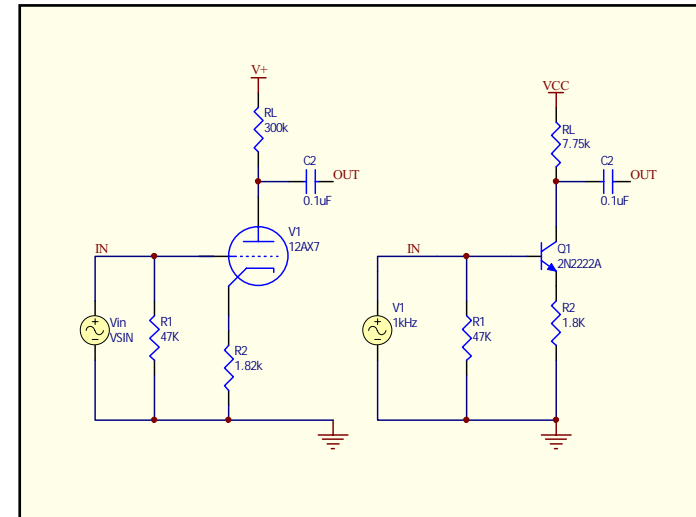 V+
RL
300k
C2
OUT
0.1uF
V1
12AX7
IN
Vin
VSIN
R1
47K
R2
1.82k
VCC
RL
7.75k
C2
OUT
0.1uF
Q1
2N2222A
IN
V1
1kHz
R1
47K
R2
1.8K